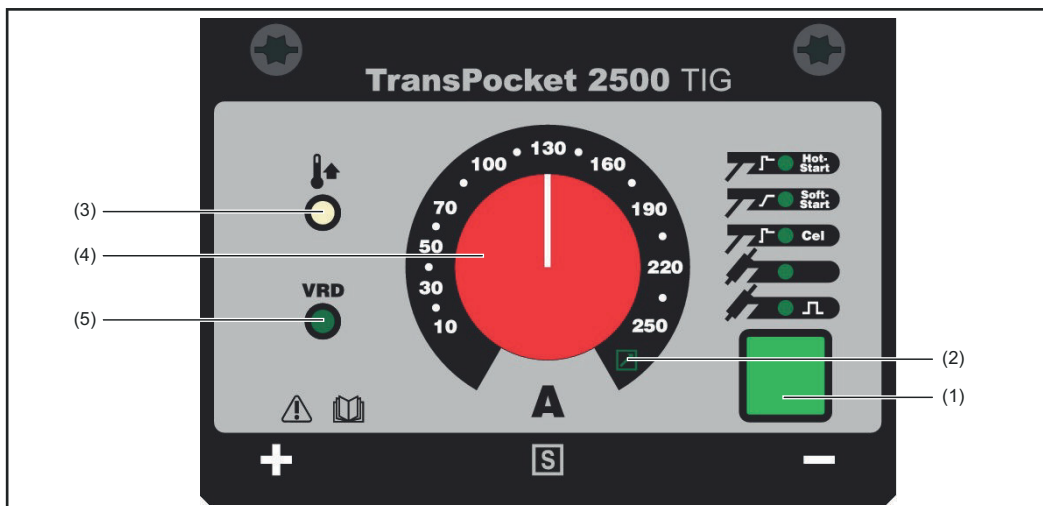 TransPocket 2500 TIG
130
100
160
70
190
50
220
30
250
10
A
VRD
Hot-
Start
Soft-
Start
Cel
(3)
(4)
(5)
(2)
(1)
+
S
−